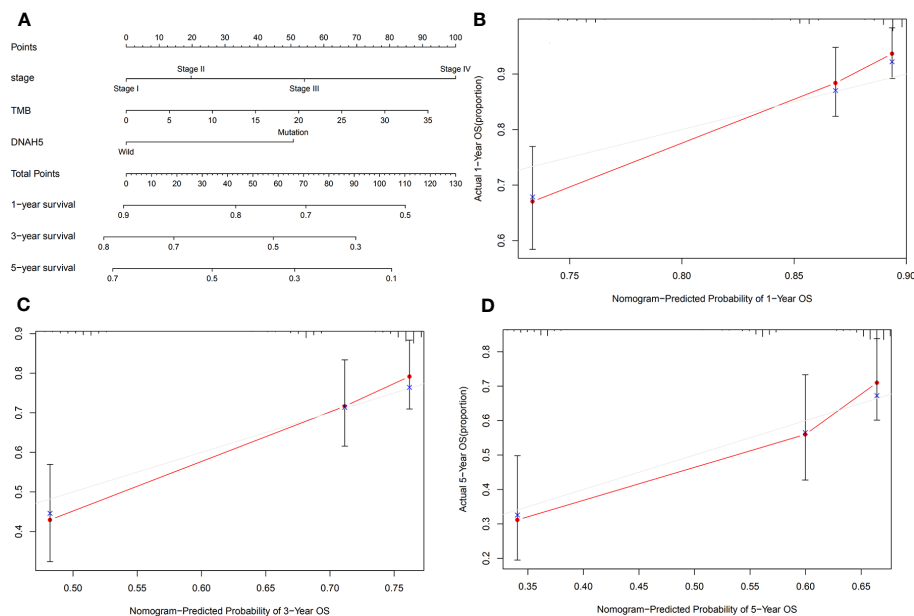 A
Points
0 10 20 30 40 50 60 70 80 90 100
stage
Stage II
Stage IV
Stage I
Stage III
TMB
0 5 10 15 20 25 30 35
DNAH5
Mutation
Wild
Total Points
0 10 20 30 40 50 60 70 80 90 100 110 120 130
1-year survival
0.9 0.8 0.7 0.5
3-year survival
0.8 0.7 0.5 0.3
5-year survival
0.7 0.5 0.3 0.1
B
Actual 1-Year OS(proportion)
0.9
0.8
0.7
0.6
0.75 0.80 0.85 0.90
Nomogram-Predicted Probability of 1-Year OS
C
0.9
0.8
0.7
0.6
0.5
0.4
0.50 0.55 0.60 0.65 0.70 0.75
Nomogram-Predicted Probability of 3-Year OS
D
Actual 5-Year OS(proportion)
0.8
0.7
0.6
0.5
0.4
0.3
0.2
0.35 0.40 0.45 0.50 0.55 0.60 0.65
Nomogram-Predicted Probability of 5-Year OS